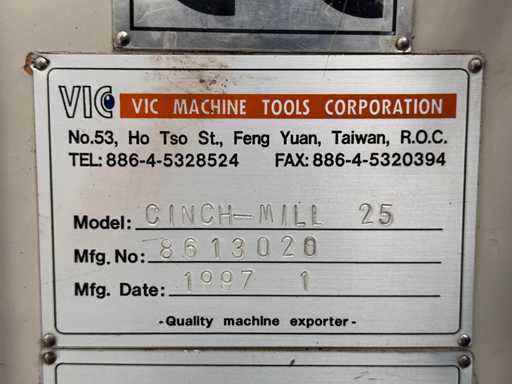 VIC VIC MACHINE TOOLS CORPORATION
No.53, Ho Tso St., Feng Yuan, Taiwan, R.O.C.
TEL: 886-4-5328524 FAX: 886-4-5320394
Model: CINCH-MILL 25
Mfg. No: 8613020
Mfg. Date: 1997 1
- Quality machine exporter -